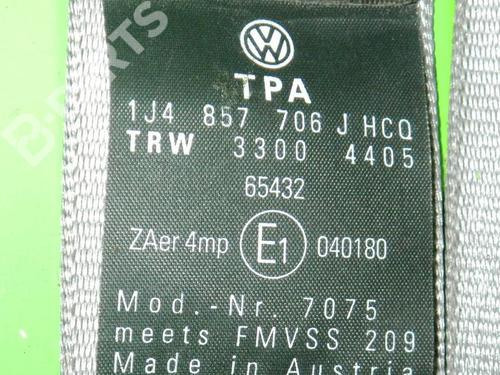 TPA
1J4 857 706 J HCQ
TRW 3300 4405
65432
ZAer 4mp E1 040180
Mod.-Nr. 7075
meets FMVSS 209
Made in Austria
B-PARTS